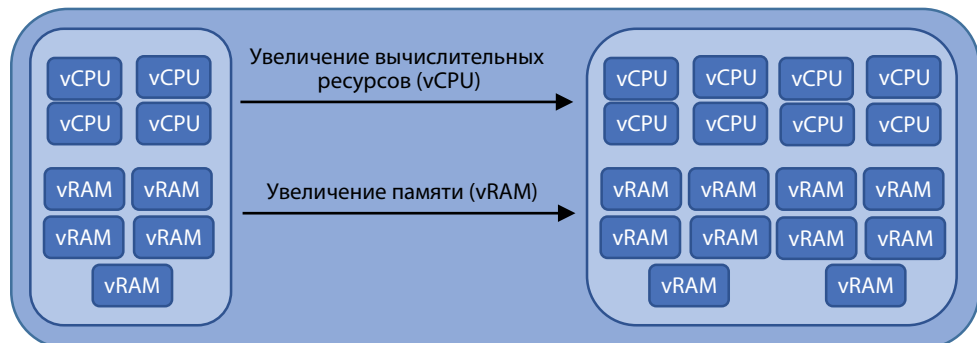 Увеличение вычислительных
ресурсов (vCPU)
vCPU vCPU
vCPU vCPU
vRAM vRAM
vRAM vRAM
vRAM
Увеличение памяти (vRAM)
vCPU vCPU vCPU vCPU
vCPU vCPU vCPU vCPU
vRAM vRAM vRAM vRAM
vRAM vRAM vRAM vRAM
vRAM vRAM